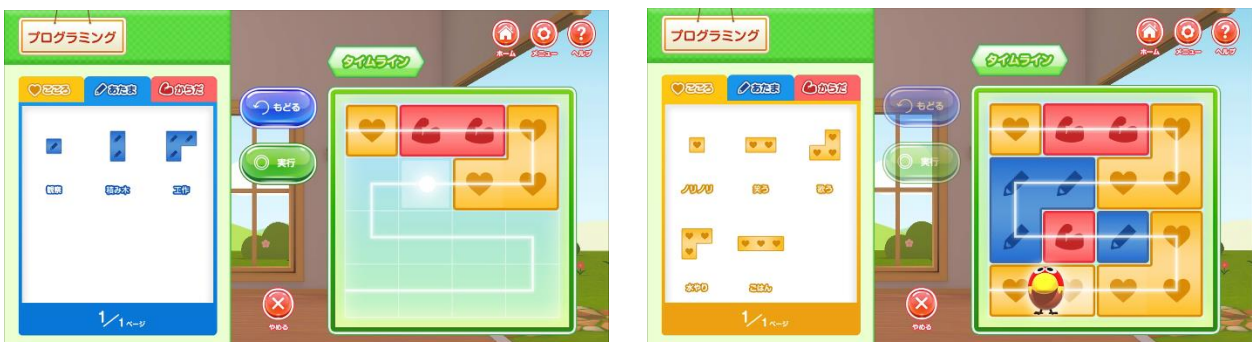 プログラミング
ホーム
メニュー
ヘルプ
タイムライン
こころ
あたま
からだ
もどる
実行
観察
積み木
工作
1/1ページ
やめる
プログラミング
ホーム
メニュー
ヘルプ
タイムライン
こころ
あたま
からだ
もどる
実行
ノリノリ
笑う
歌う
水やり
ごはん
1/1ページ
やめる